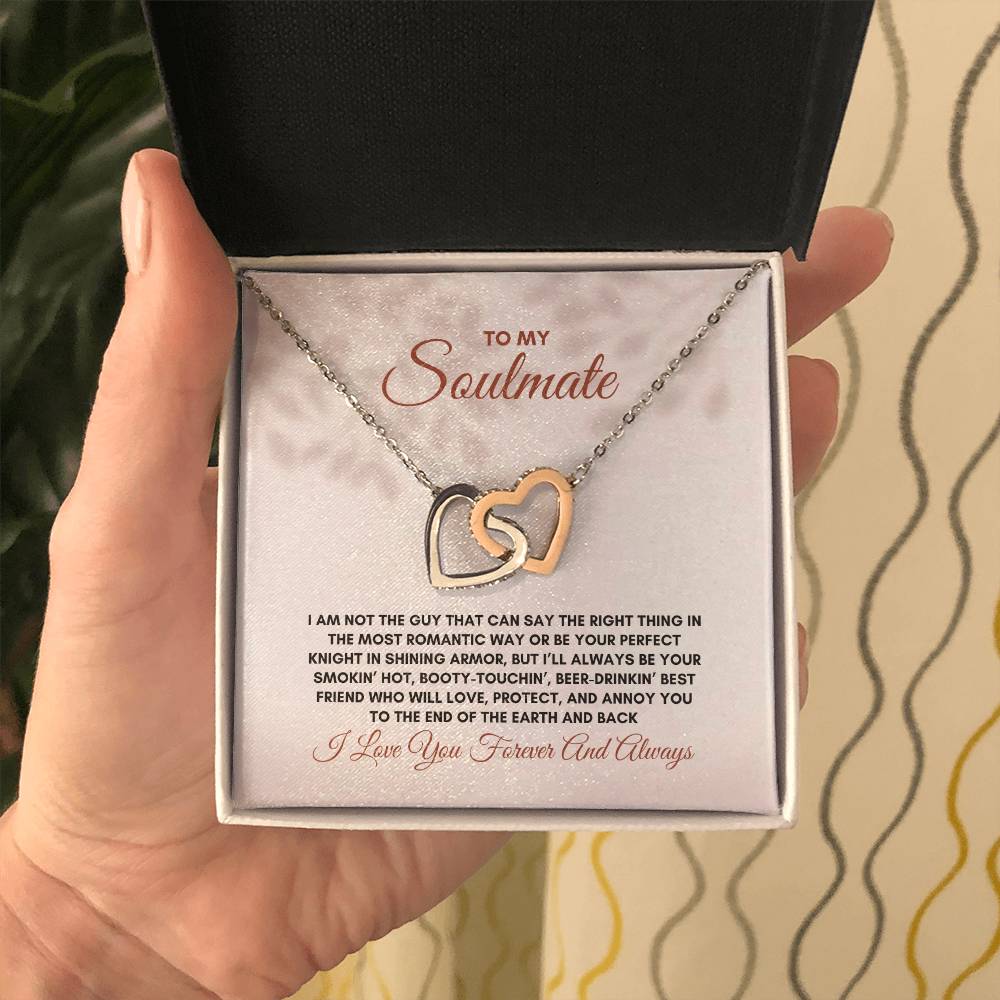 TO MY
Soulmate
I AM NOT THE GUY THAT CAN SAY THE RIGHT THING IN
THE MOST ROMANTIC WAY OR BE YOUR PERFECT
KNIGHT IN SHINING ARMOR, BUT I'LL ALWAYS BE YOUR
SMOKIN' HOT, BOOTY-TOUCHIN', BEER-DRINKIN' BEST
FRIEND WHO WILL LOVE, PROTECT, AND ANNOY YOU
TO THE END OF THE EARTH AND BACK
I Love You Forever And Always